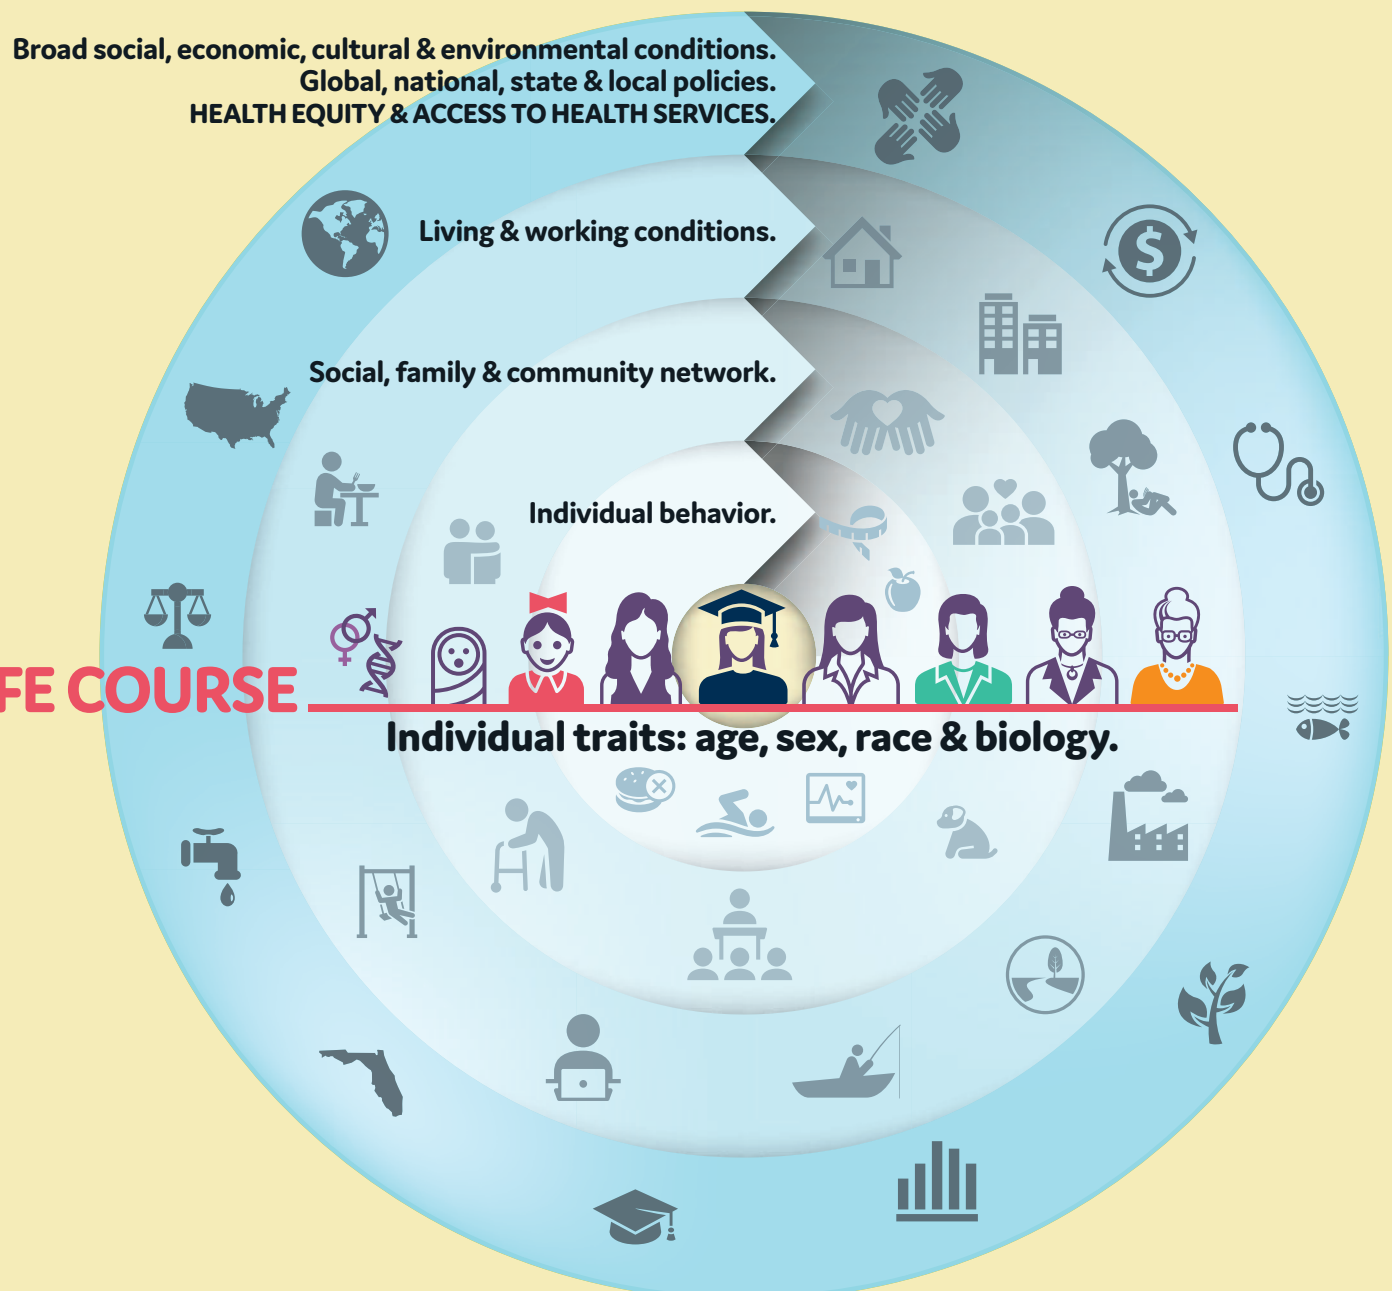 Broad social, economic, cultural & environmental conditions.
Global, national, state & local policies.
HEALTH EQUITY & ACCESS TO HEALTH SERVICES.
Living & working conditions.
Social, family & community network.
Individual behavior.
FE COURSE
Individual traits: age, sex, race & biology.